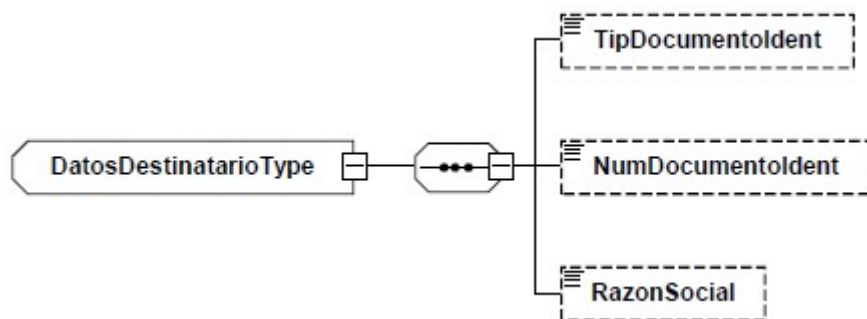 TipDocumentoIdent
DatosDestinatarioType
NumDocumentoIdent
RazonSocial